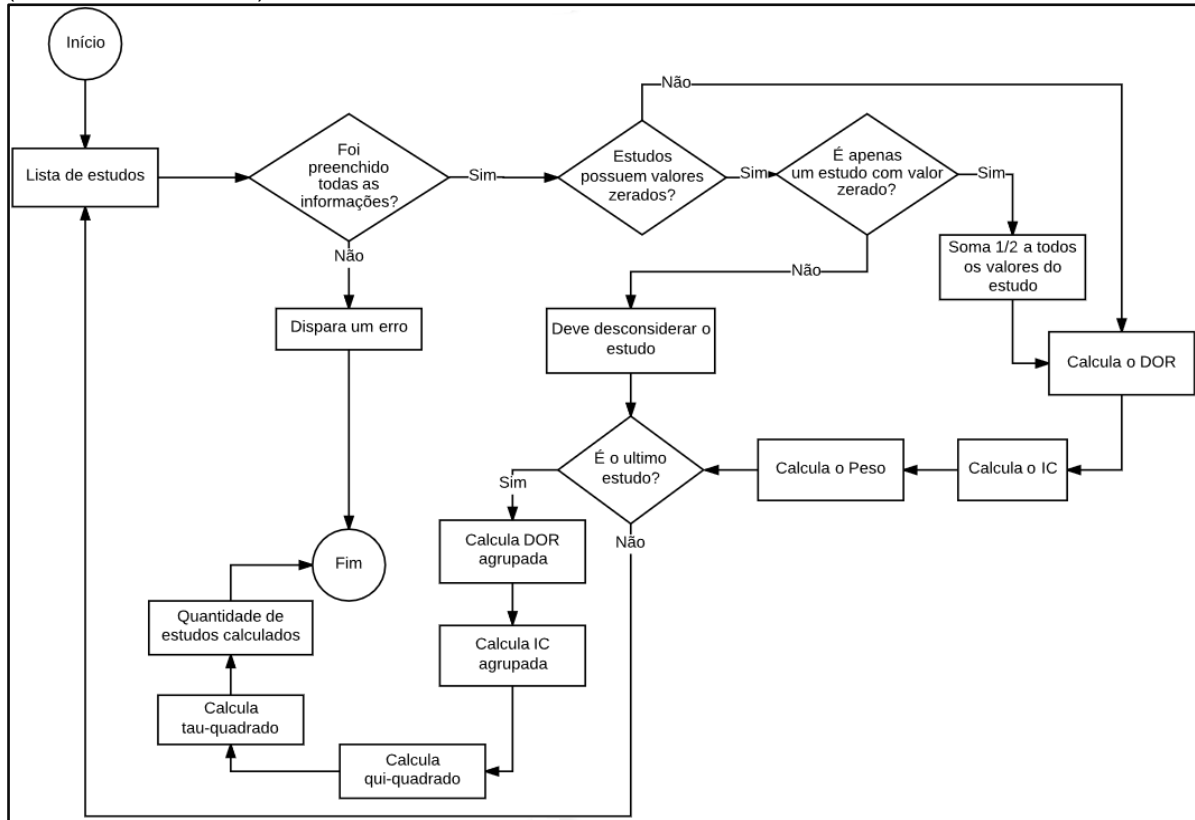 Início
Não
Lista de estudos
Foi
preenchido
todas as
informações?
Sim
Estudos
possuem valores
zerados?
Sim
É apenas
um estudo com valor
zerado?
Sim
Não
Não
Soma 1/2 a todos
os valores do
estudo
Dispara um erro
Deve desconsiderar o
estudo
Calcula o DOR
É o ultimo
estudo?
Calcula o Peso
Calcula o IC
Sim
Não
Calcula DOR
agrupada
Fim
Quantidade de
estudos calculados
Calcula IC
agrupada
Calcula
tau-quadrado
Calcula
qui-quadrado